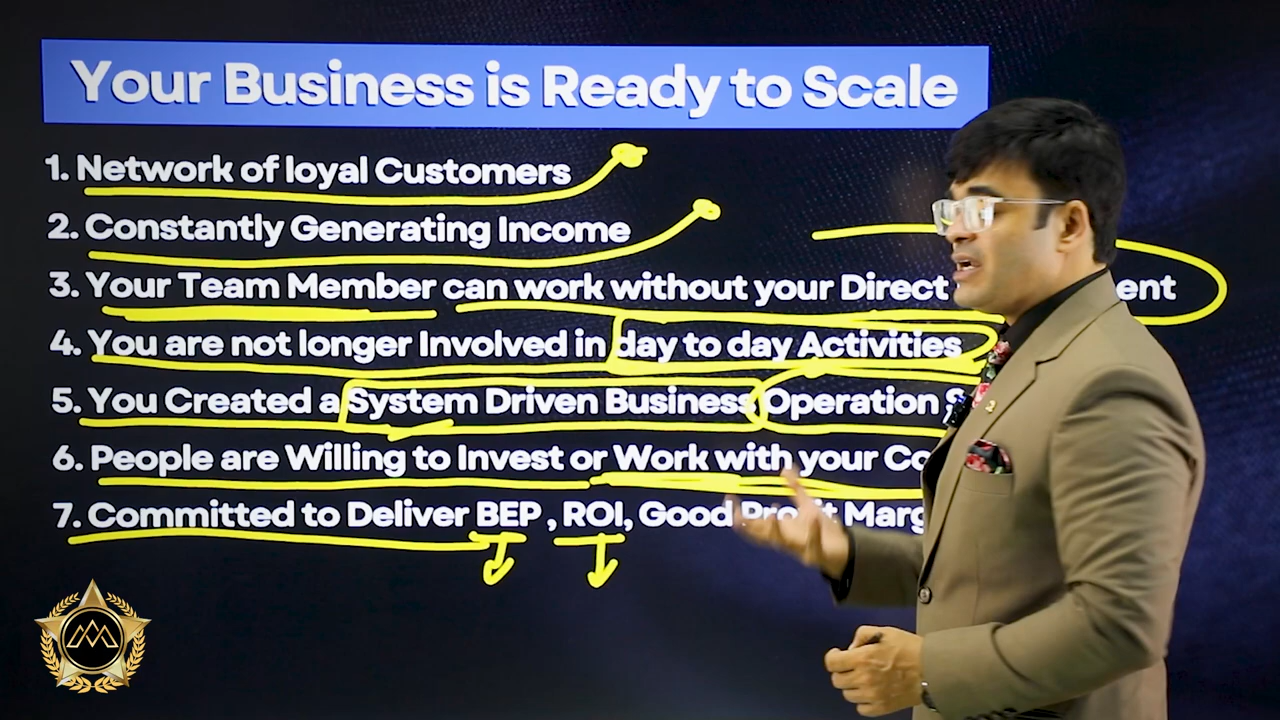 Your Business is Ready to Scale
1. Network of loyal Customers
2. Constantly Generating Income
3. Your Team Member can work without your Direct
4. You are not longer Involved in day to day Activities
5. You Created a System Driven Business Operation
6. People are Willing to Invest or Work with your
7. Committed to Deliver BEP , ROI, Good Profit